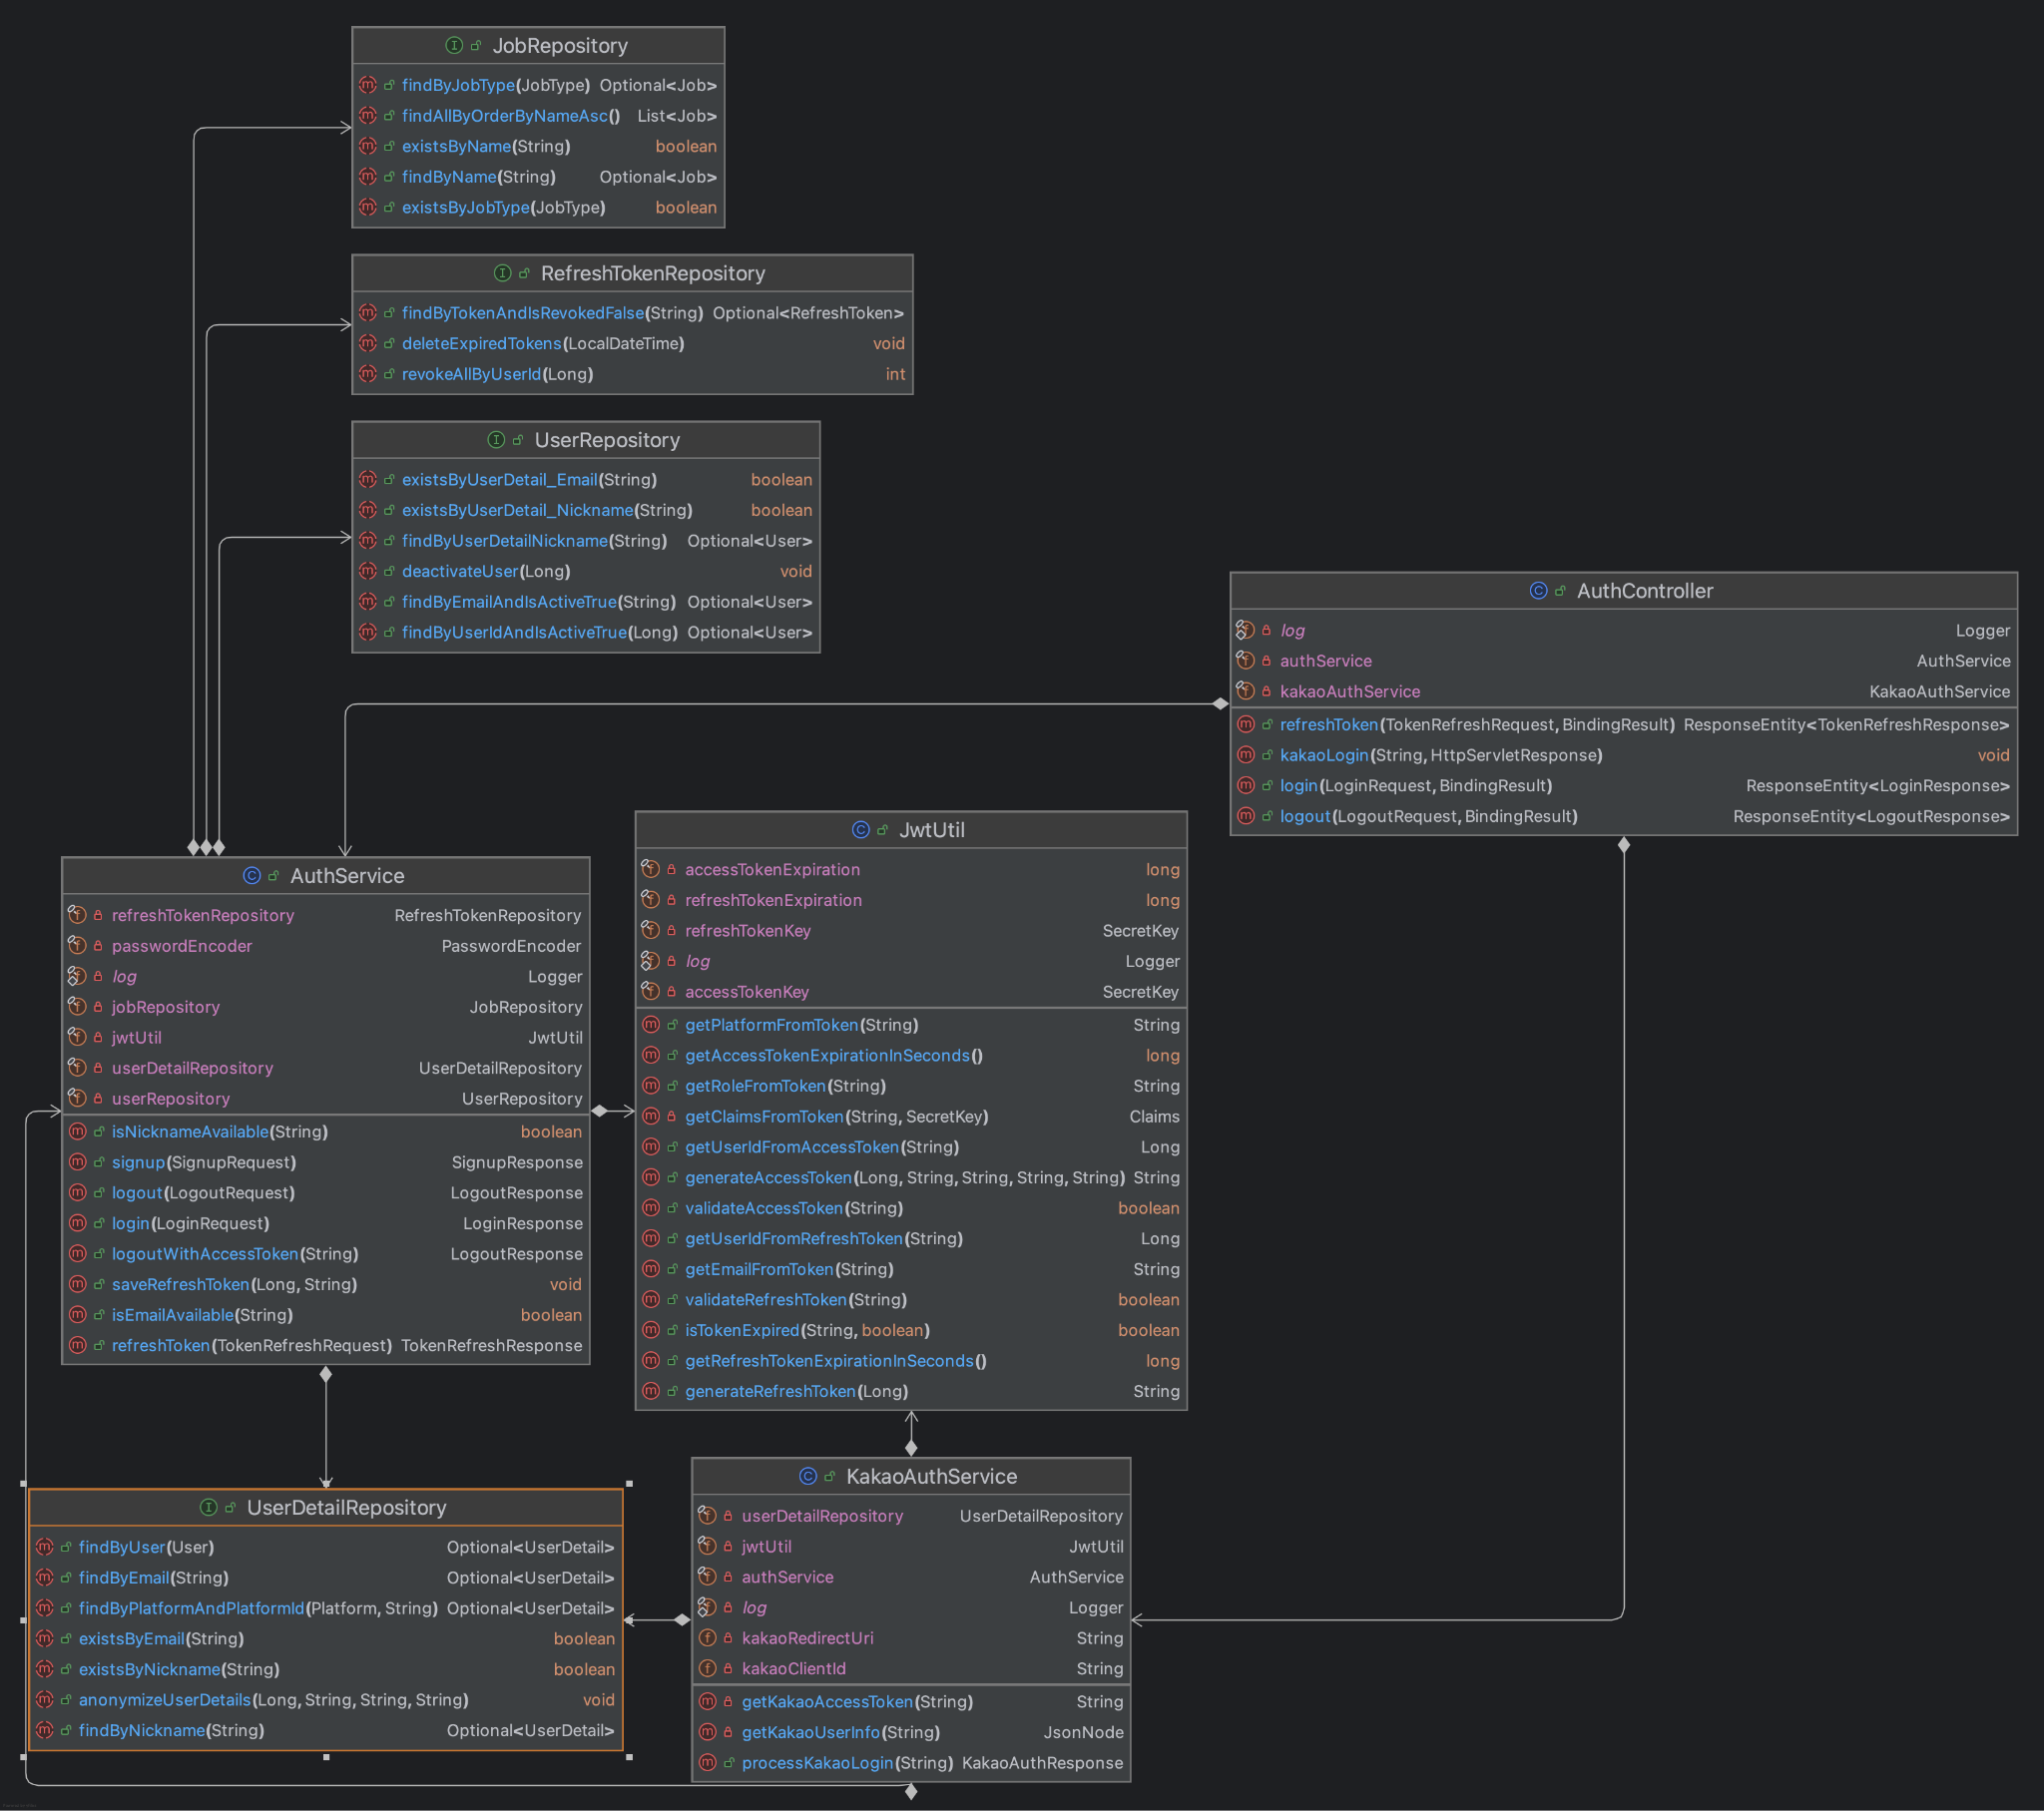 JobRepository
findByJobType(JobType) Optional<Job>
findAllByOrderByNameAsc() List<Job>
existsByName(String) boolean
findByName(String) Optional<Job>
existsByJobType(JobType) boolean
RefreshTokenRepository
findByTokenAndIsRevokedFalse(String) Optional<RefreshToken>
deleteExpiredTokens(LocalDateTime) void
revokeAllByUserId(Long) int
UserRepository
existsByUserDetail_Email(String) boolean
existsByUserDetail_Nickname(String) boolean
findByUserDetailNickname(String) Optional<User>
deactivateUser(Long) void
findByEmailAndIsActiveTrue(String) Optional<User>
findByUserIdAndIsActiveTrue(Long) Optional<User>
AuthController
log Logger
authService AuthService
kakaoAuthService KakaoAuthService
refreshToken(TokenRefreshRequest, BindingResult) ResponseEntity<TokenRefreshResponse>
kakaoLogin(String, HttpServletResponse) void
login(LoginRequest, BindingResult) ResponseEntity<LoginResponse>
logout(LogoutRequest, BindingResult) ResponseEntity<LogoutResponse>
AuthService
refreshTokenRepository RefreshTokenRepository
passwordEncoder PasswordEncoder
log Logger
jobRepository JobRepository
jwtUtil JwtUtil
userDetailRepository UserDetailRepository
userRepository UserRepository
isNicknameAvailable(String) boolean
signup(SignupRequest) SignupResponse
logout(LogoutRequest) LogoutResponse
login(LoginRequest) LoginResponse
logoutWithAccessToken(String) LogoutResponse
saveRefreshToken(Long, String) void
isEmailAvailable(String) boolean
refreshToken(TokenRefreshRequest) TokenRefreshResponse
JwtUtil
accessTokenExpiration long
refreshTokenExpiration long
refreshTokenKey SecretKey
log Logger
accessTokenKey SecretKey
getPlatformFromToken(String) String
getAccessTokenExpirationInSeconds() long
getRoleFromToken(String) String
getClaimsFromToken(String, SecretKey) Claims
getUserIdFromAccessToken(String) Long
generateAccessToken(Long, String, String, String, String) String
validateAccessToken(String) boolean
getUserIdFromRefreshToken(String) Long
getEmailFromToken(String) String
validateRefreshToken(String) boolean
isTokenExpired(String, boolean) boolean
getRefreshTokenExpirationInSeconds() long
generateRefreshToken(Long) String
UserDetailRepository
findByUser(User) Optional<UserDetail>
findByEmail(String) Optional<UserDetail>
findByPlatformAndPlatformId(Platform, String) Optional<UserDetail>
existsByEmail(String) boolean
existsByNickname(String) boolean
anonymizeUserDetails(Long, String, String, String) void
findByNickname(String) Optional<UserDetail>
KakaoAuthService
userDetailRepository UserDetailRepository
jwtUtil JwtUtil
authService AuthService
log Logger
kakaoRedirectUri String
kakaoClientId String
getKakaoAccessToken(String) String
getKakaoUserInfo(String) JsonNode
processKakaoLogin(String) KakaoAuthResponse